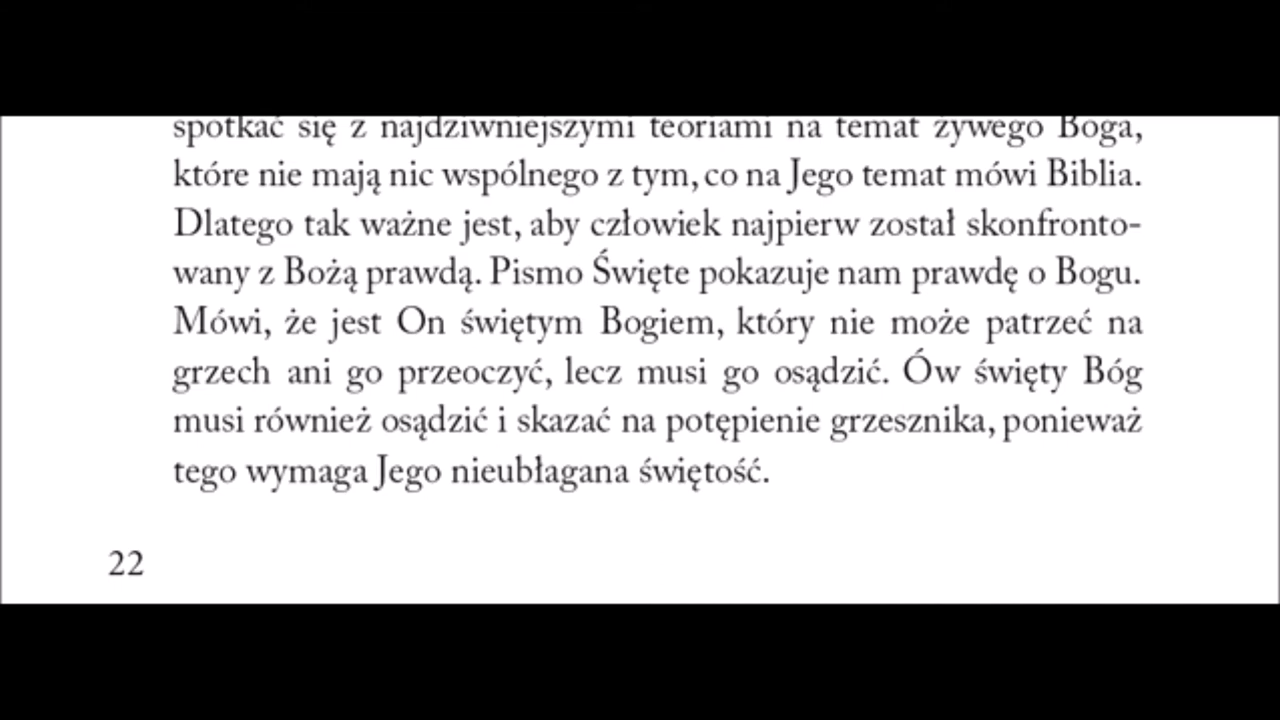 spotkać się z najdziwniejszymi teoriami na temat żywego Boga,
które nie mają nic wspólnego z tym, co na Jego temat mówi Biblia.
Dlatego tak ważne jest, aby człowiek najpierw został skonfronto-
wany z Bożą prawdą. Pismo Święte pokazuje nam prawdę o Bogu.
Mówi, że jest On świętym Bogiem, który nie może patrzeć na
grzech ani go przeoczyć, lecz musi go osądzić. Ów święty Bóg
musi również osądzić i skazać na potępienie grzesznika, ponieważ
tego wymaga Jego nieubłagana świętość.
22